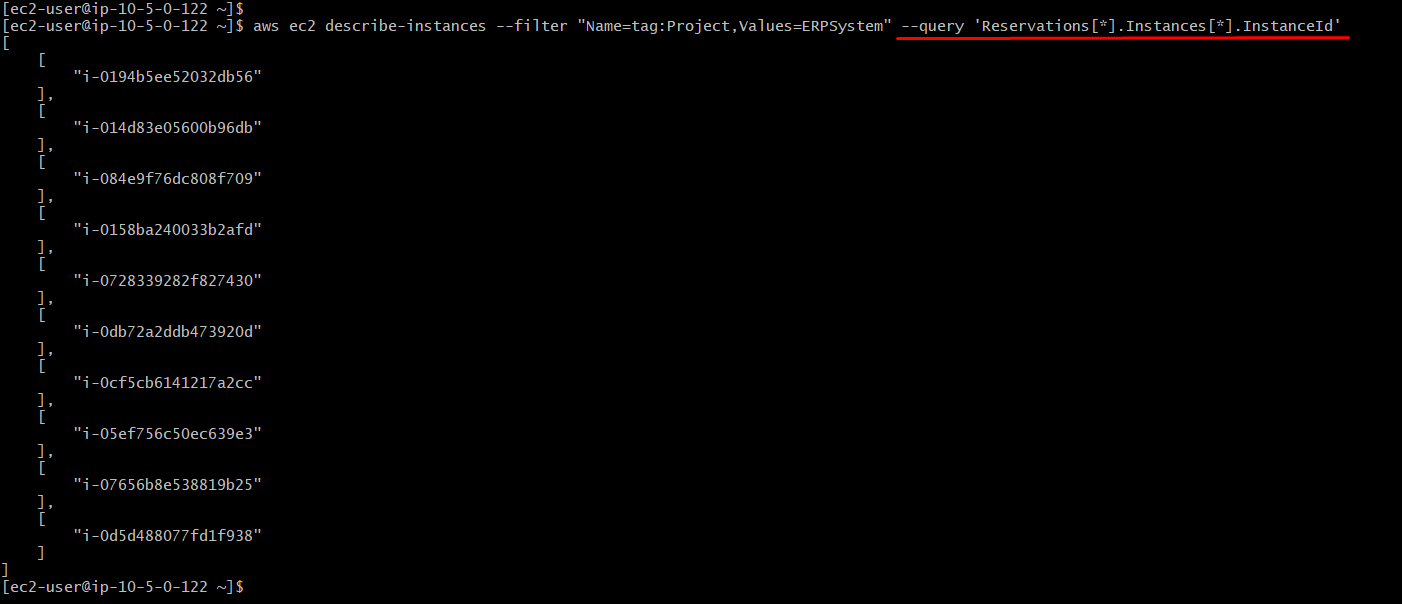 [ec2-user@ip-10-5-0-122 ~]$
[ec2-user@ip-10-5-0-122 ~]$ aws ec2 describe-instances --filter "Name=tag:Project,Values=ERPSystem" --query 'Reservations[*].Instances[*].InstanceId'
[
    [
        "i-0194b5ee52032db56"
    ],
    [
        "i-014d83e05600b96db"
    ],
    [
        "i-084e9f76dc808f709"
    ],
    [
        "i-0158ba240033b2afd"
    ],
    [
        "i-0728339282f827430"
    ],
    [
        "i-0db72a2ddb473920d"
    ],
    [
        "i-0cf5cb6141217a2cc"
    ],
    [
        "i-05ef756c50ec639e3"
    ],
    [
        "i-07656b8e538819b25"
    ],
    [
        "i-0d5d488077fd1f938"
    ]
]
[ec2-user@ip-10-5-0-122 ~]$